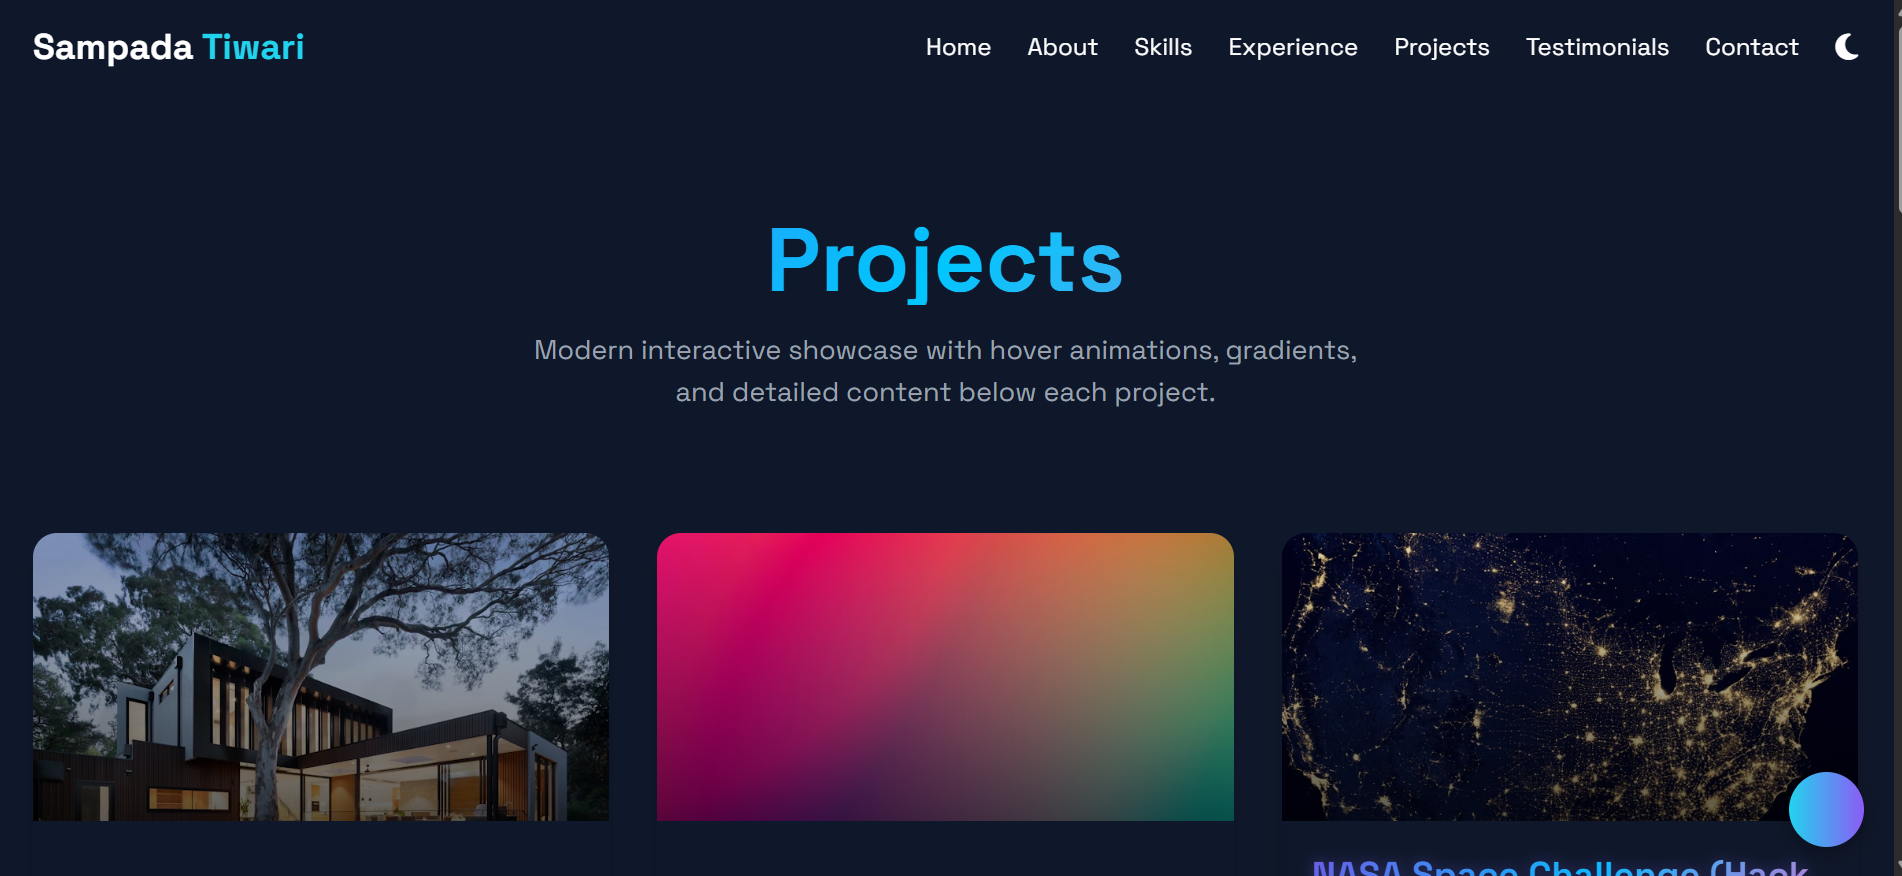 Sampada Tiwari
Home About Skills Experience Projects Testimonials Contact
Projects
Modern interactive showcase with hover animations, gradients,
and detailed content below each project.
NASA Space Challenge (Hack